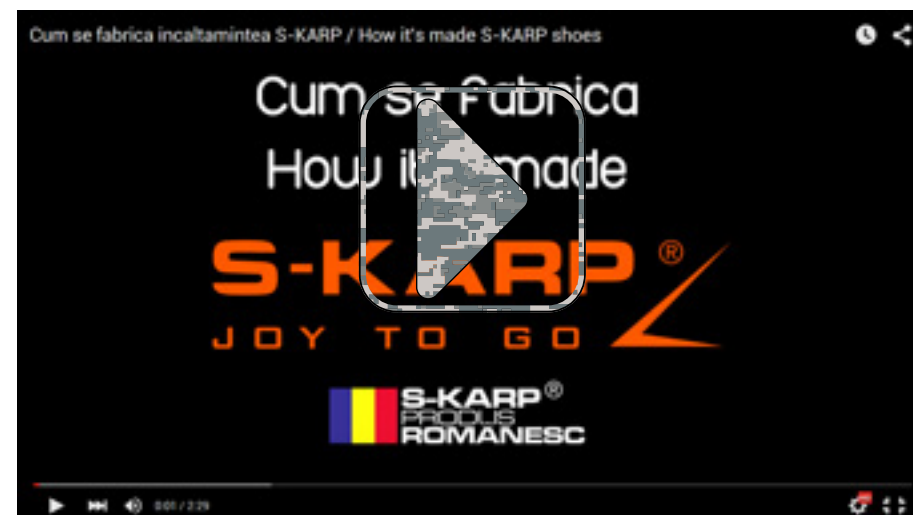 Cum se fabrica incaltamintea S-KARP / How it's made S-KARP shoes
Cum se Fabrica
How it made
S-KARP®
JOY TO GO
S-KARP®
PRODUS
ROMANESC
0:01 / 2:29